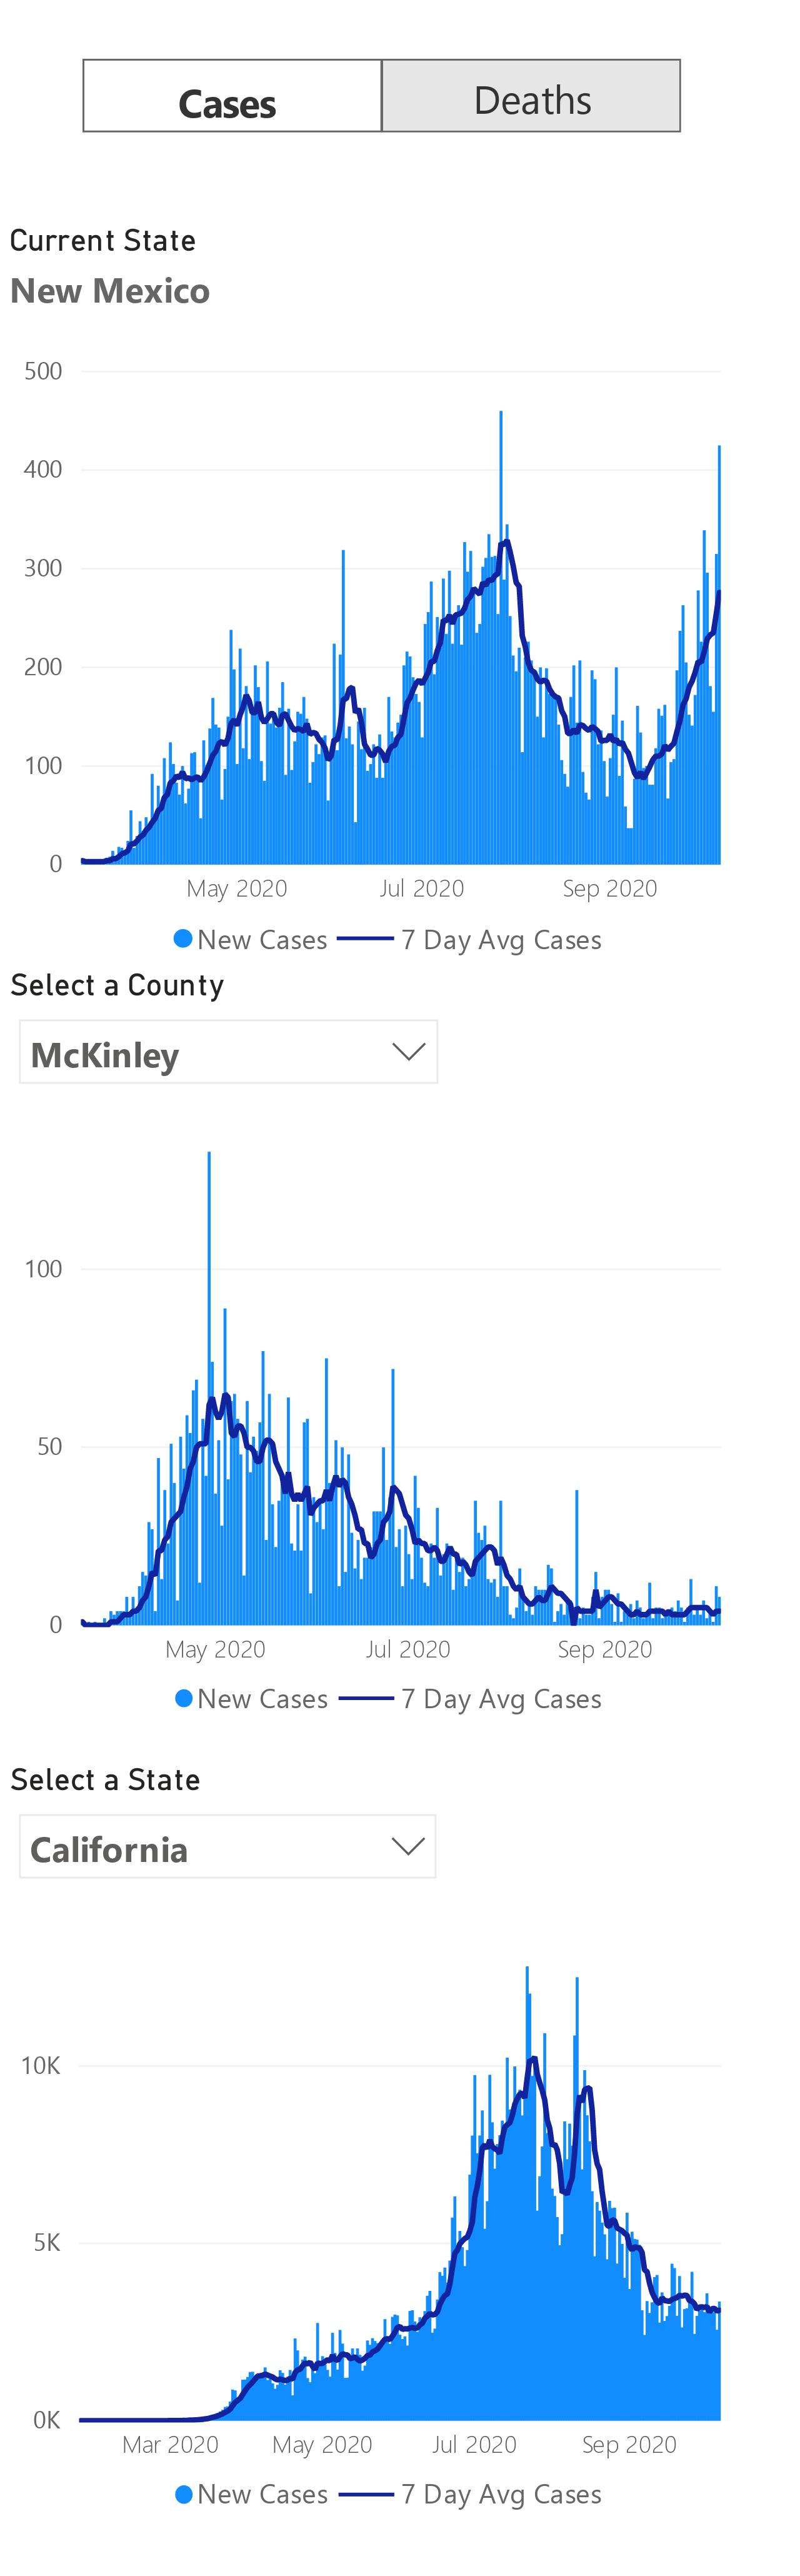 Cases Deaths
Current State
New Mexico
500
400
300
200
100
0
May 2020 Jul 2020 Sep 2020
New Cases 7 Day Avg Cases
Select a County
McKinley
100
50
0
May 2020 Jul 2020 Sep 2020
New Cases 7 Day Avg Cases
Select a State
California
10K
5K
0K
Mar 2020 May 2020 Jul 2020 Sep 2020
New Cases 7 Day Avg Cases